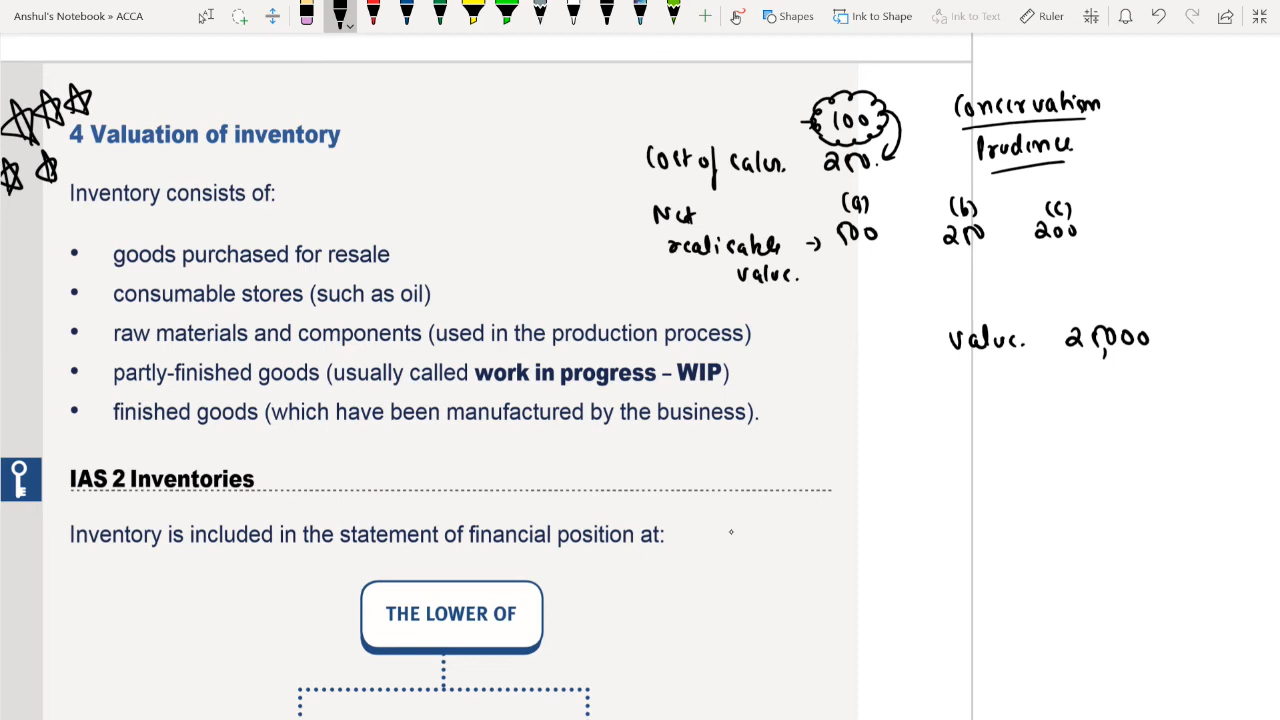 Anshul's Notebook » ACCA
Shapes
Ink to Shape
Ink to Text
Ruler
4 Valuation of inventory
Inventory consists of:
• goods purchased for resale
• consumable stores (such as oil)
• raw materials and components (used in the production process)
• partly-finished goods (usually called work in progress – WIP)
• finished goods (which have been manufactured by the business).
IAS 2 Inventories
Inventory is included in the statement of financial position at:
THE LOWER OF
100
Cost of sales. 250.
Net
realisable
value.
(a) (b) (c)
500 250 200
Conservation
Prudence
value. 25,000